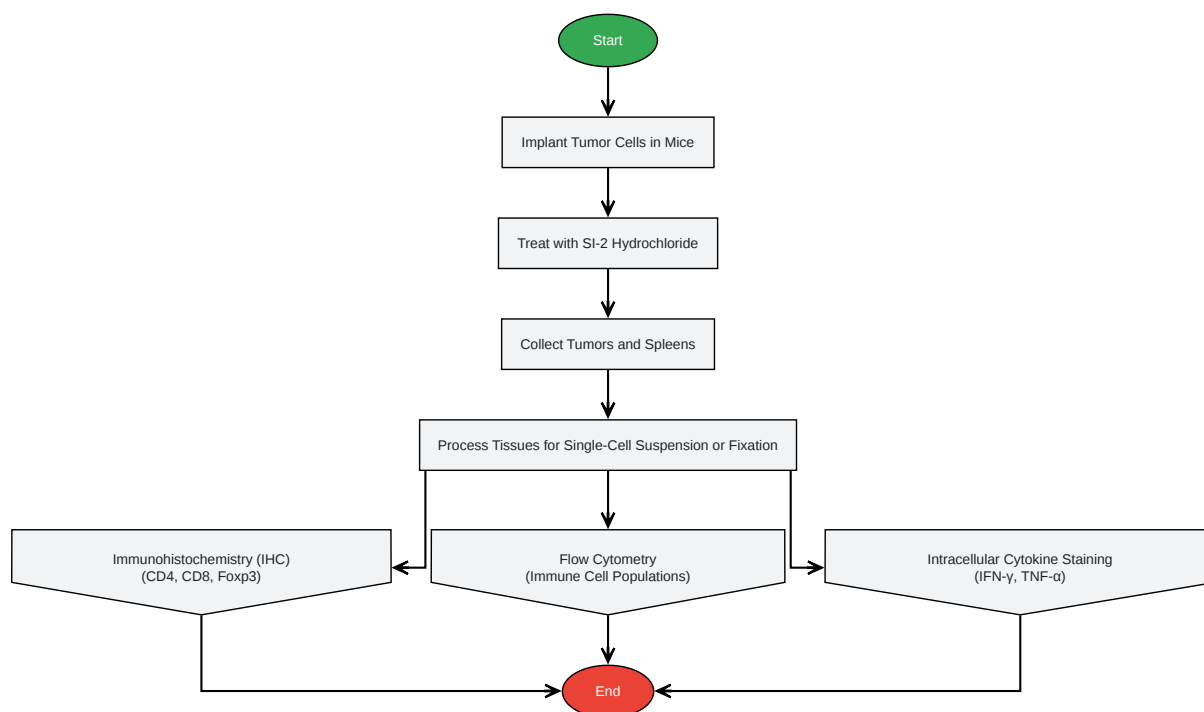 Start
Implant Tumor Cells in Mice
Treat with SI-2 Hydrochloride
Collect Tumors and Spleens
Process Tissues for Single-Cell Suspension or Fixation
Immunohistochemistry (IHC)
(CD4, CD8, Foxp3)
Flow Cytometry
(Immune Cell Populations)
Intracellular Cytokine Staining
(IFN-γ, TNF-α)
End